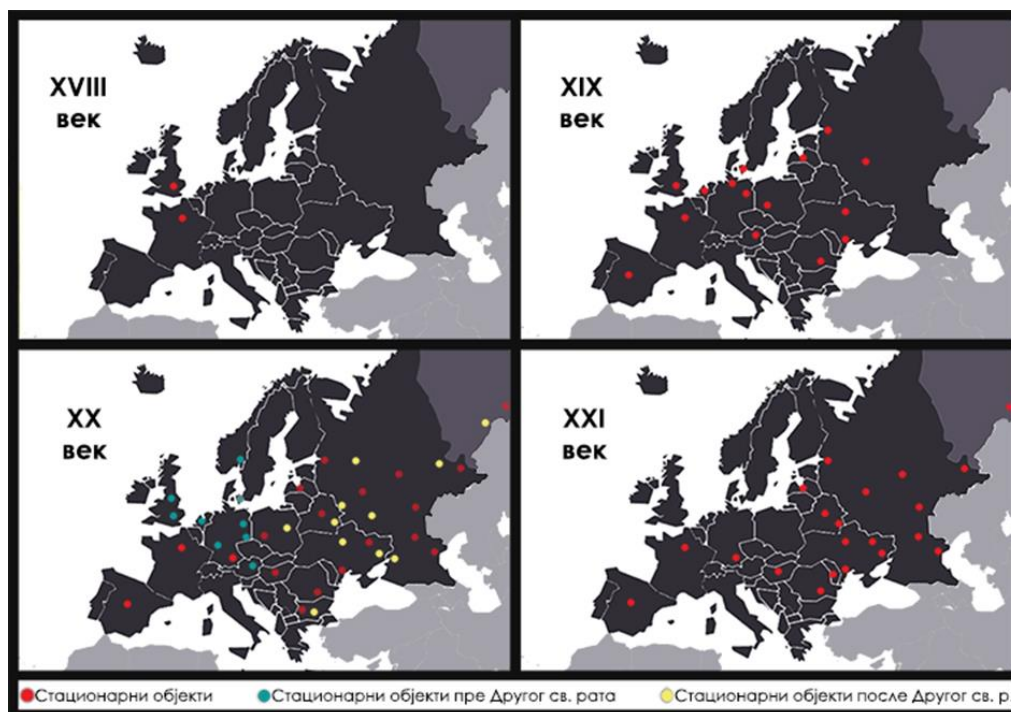 XVIII
век
XIX
век
XX
век
XXI
век
Стационарни објекти
Стационарни објекти пре Другог св. рата
Стационарни објекти после Другог св. р